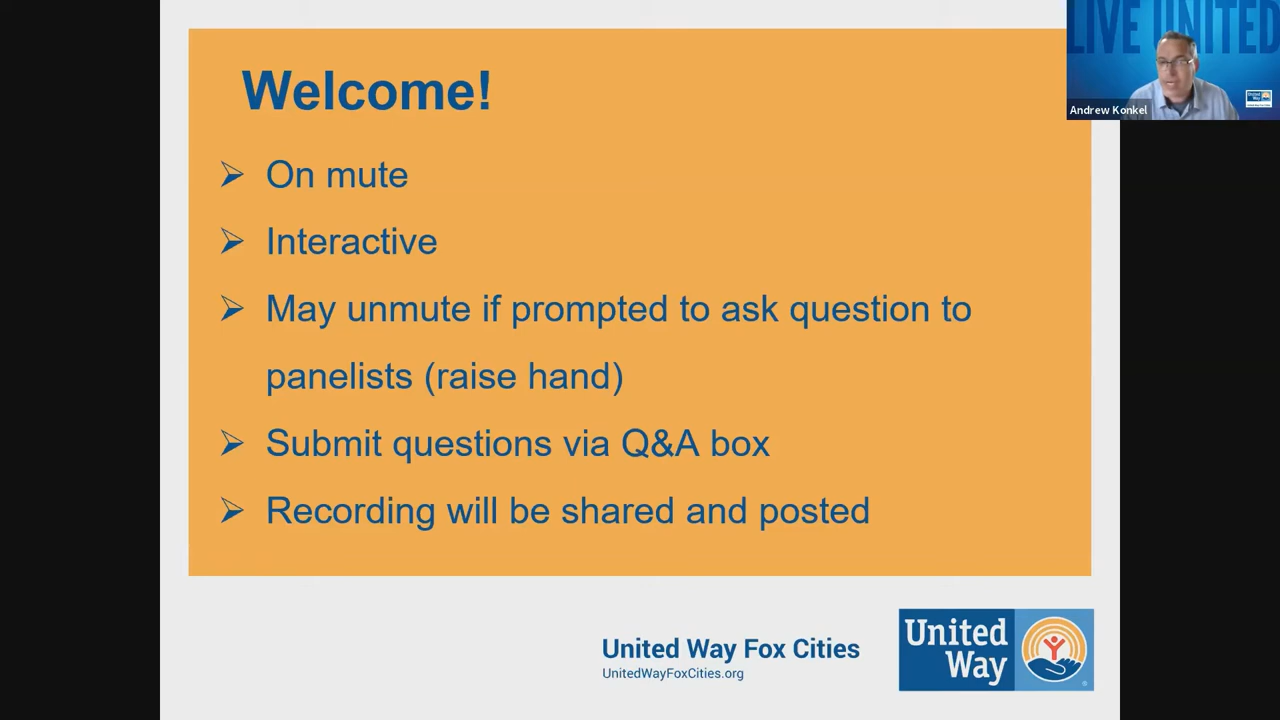 LIVE UNITED
Andrew Konkel
Welcome!
On mute
Interactive
May unmute if prompted to ask question to
panelists (raise hand)
Submit questions via Q&A box
Recording will be shared and posted
United Way Fox Cities
UnitedWayFoxCities.org
United
Way